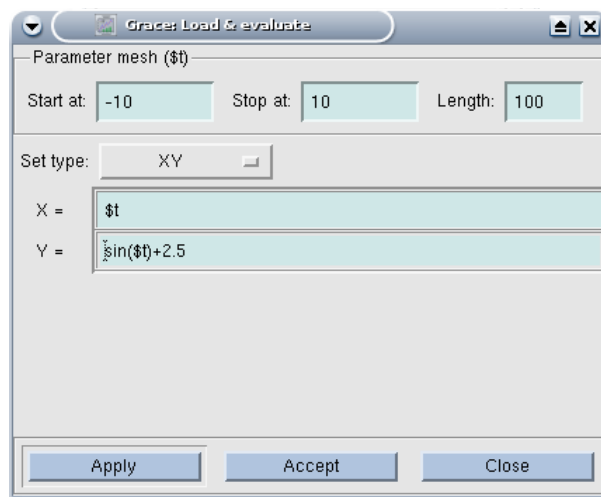 Grace: Load & evaluate
Parameter mesh ($t)
Start at: -10 Stop at: 10 Length: 100
Set type: XY
X = $t
Y = sin($t)+2.5
Apply Accept Close